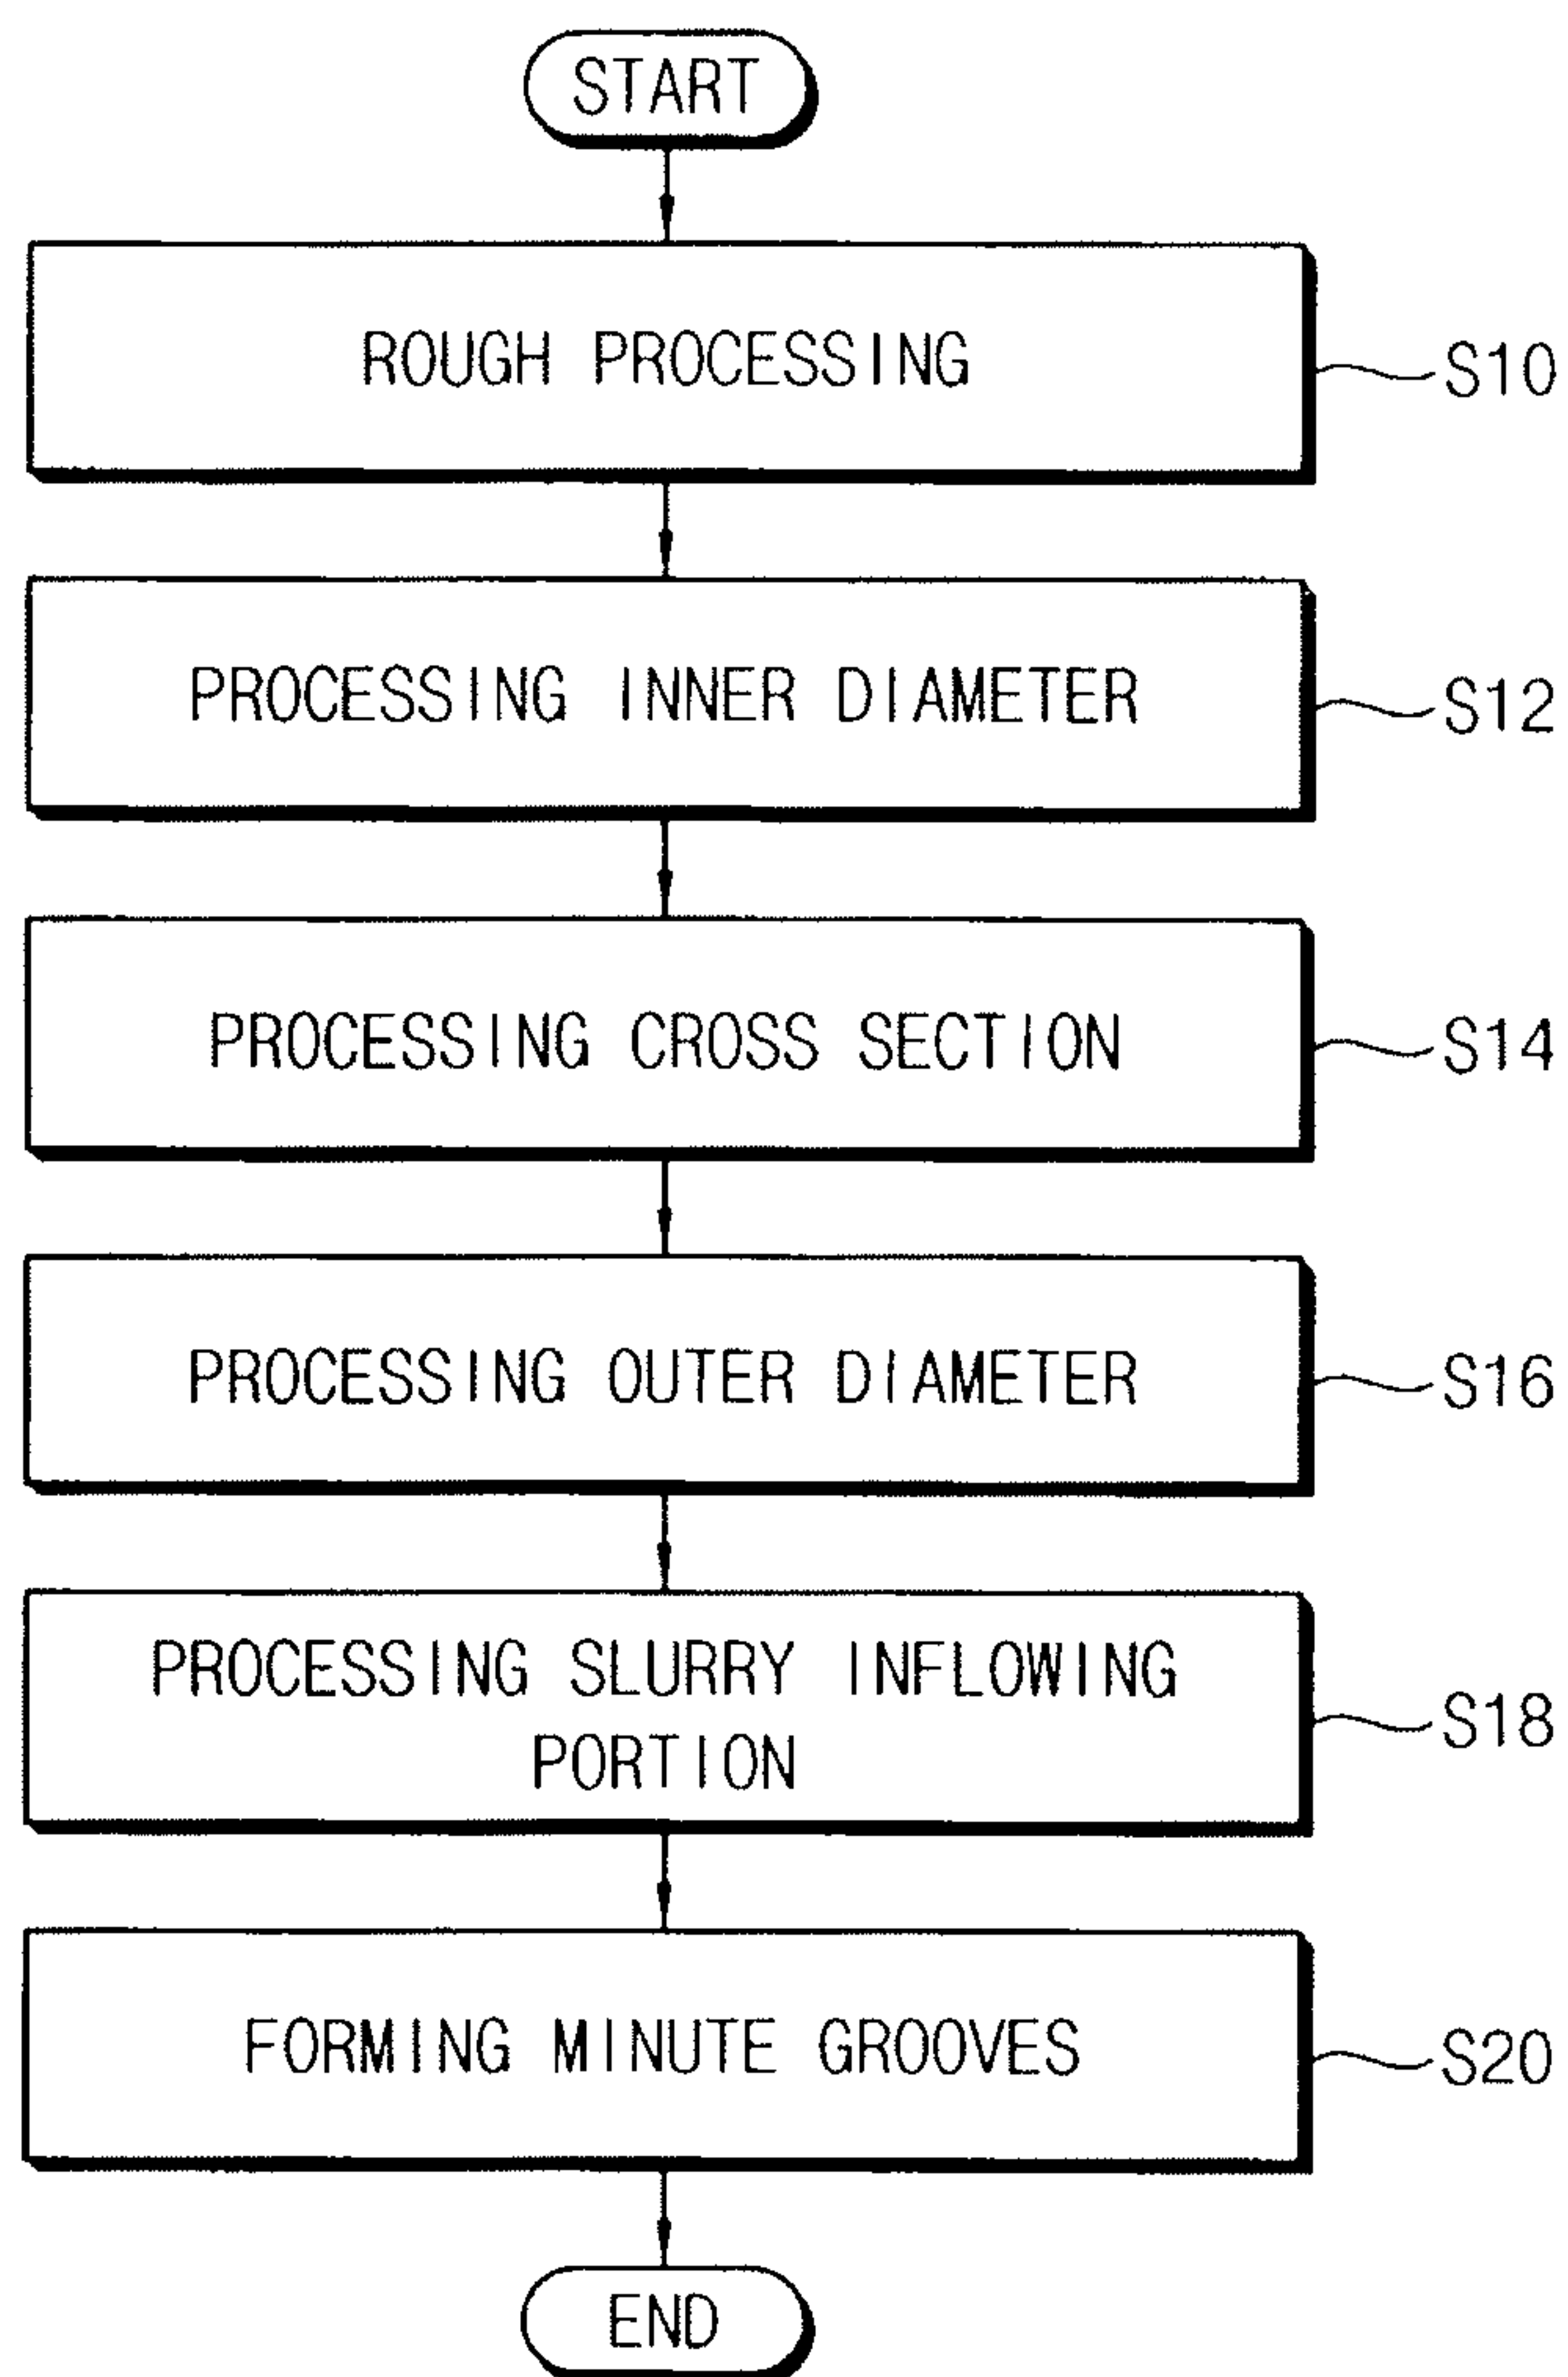 START
ROUGH PROCESSING
S10
PROCESSING INNER DIAMETER
S12
PROCESSING CROSS SECTION
S14
PROCESSING OUTER DIAMETER
S16
PROCESSING SLURRY INFLOWING
PORTION
S18
FORMING MINUTE GROOVES
S20
END